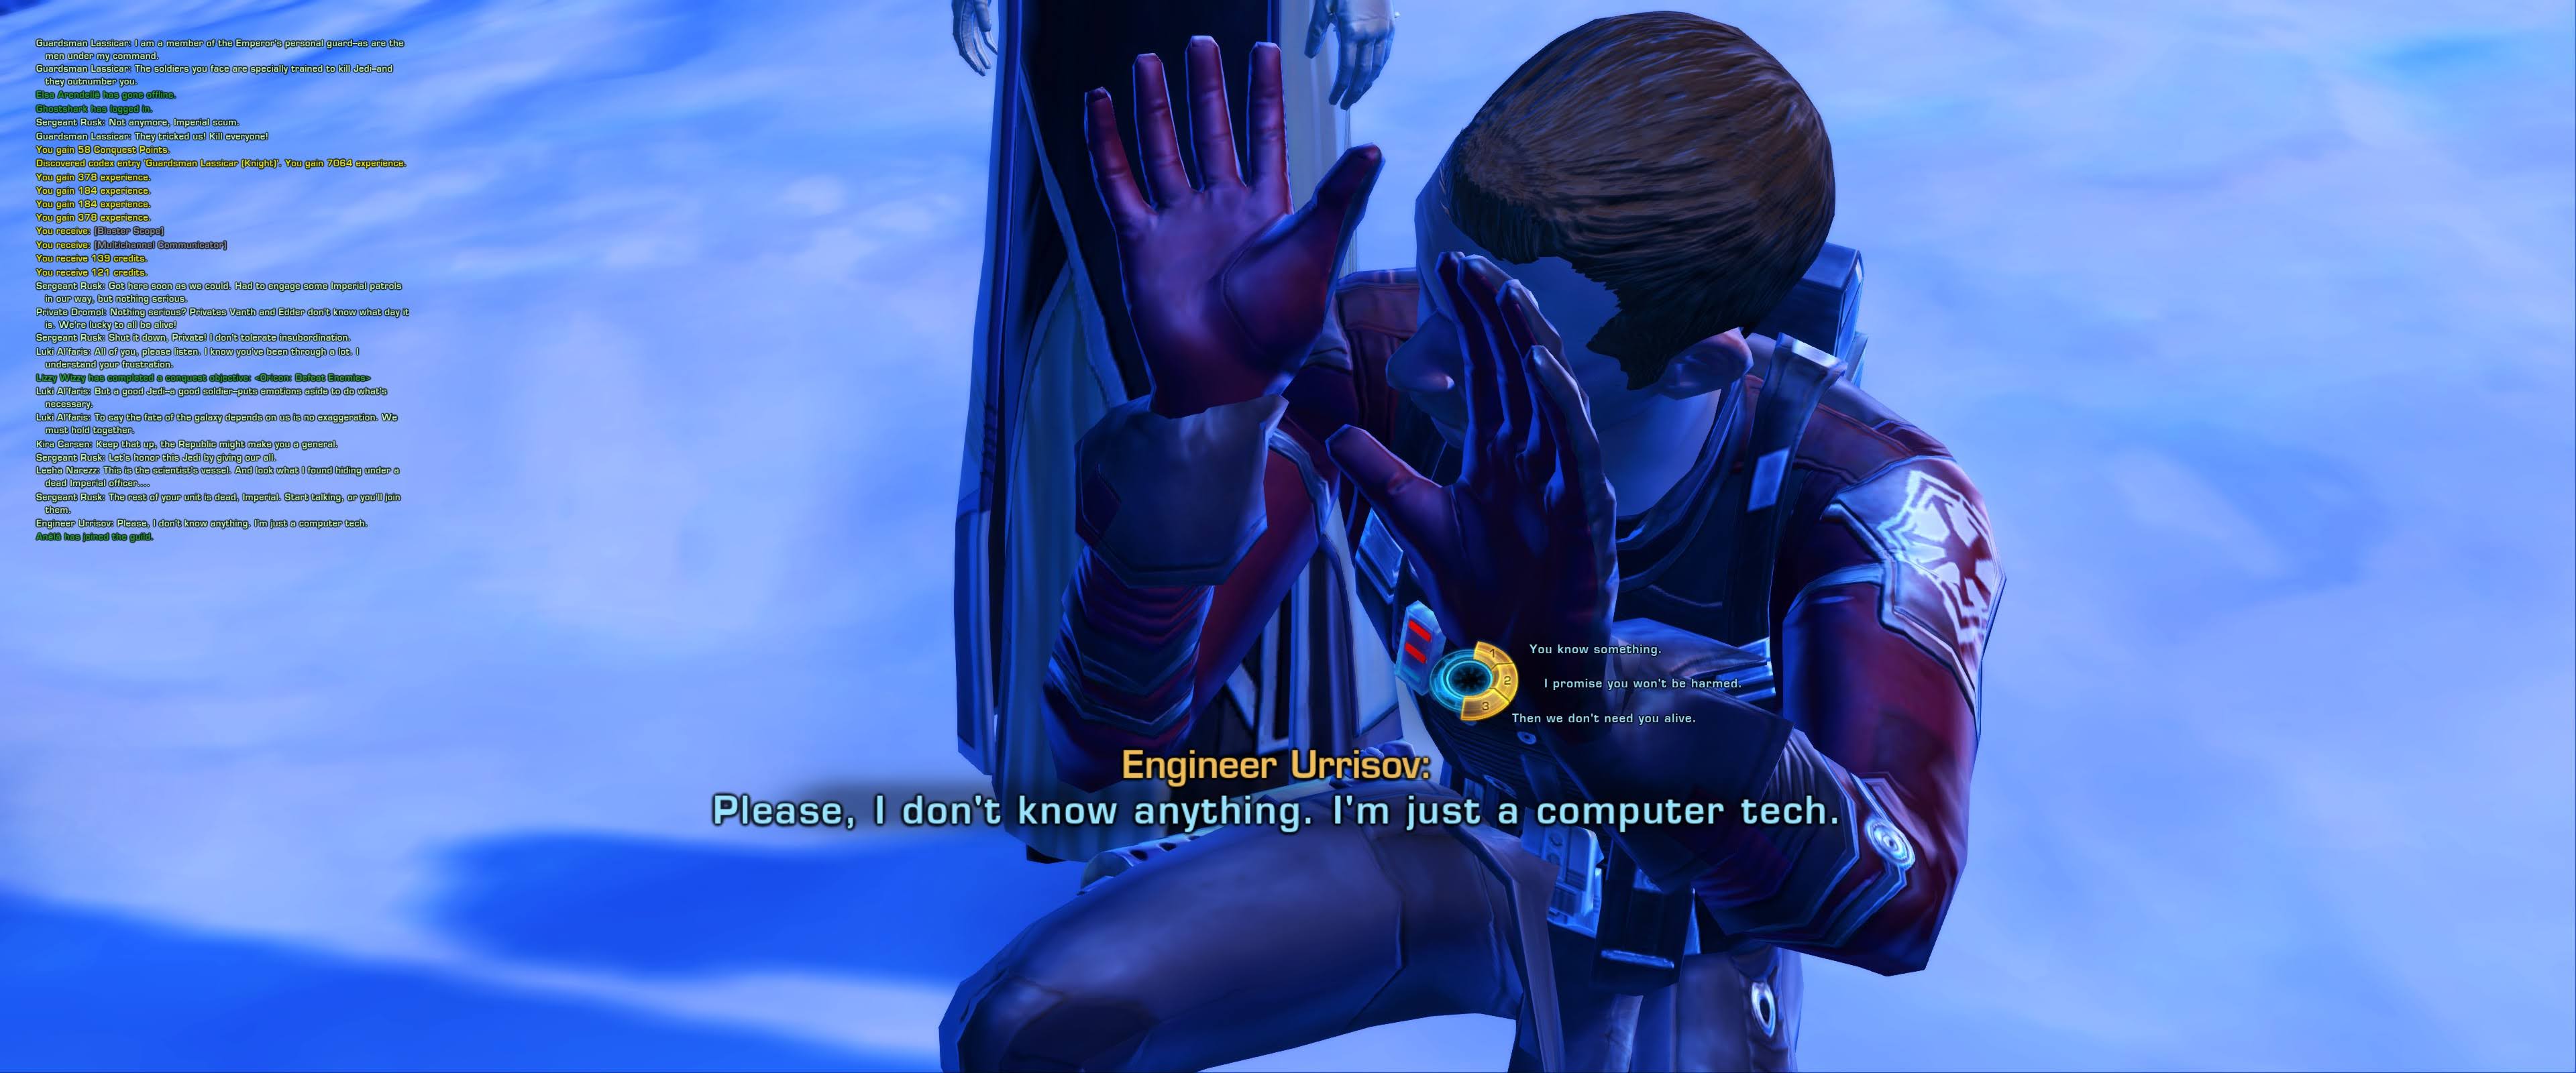 Guardsman Lassicar: I am a member of the Emperor's personal guard–as are the
men under my command.
Guardsman Lassicar: The soldiers you face are specially trained to kill Jedi–and
they outnumber you.
Elsa Arendellë has gone offline.
Ghostshark has logged in.
Sergeant Rusk: Not anymore, Imperial scum.
Guardsman Lassicar: They tricked us! Kill everyone!
You gain 58 Conquest Points.
Discovered codex entry 'Guardsman Lassicar (Knight)'. You gain 7064 experience.
You gain 378 experience.
You gain 184 experience.
You gain 184 experience.
You gain 378 experience.
You receive: [Blaster Scope]
You receive: [Multichannel Communicator]
You receive 139 credits.
You receive 121 credits.
Sergeant Rusk: Got here soon as we could. Had to engage some Imperial patrols
in our way, but nothing serious.
Private Dromol: Nothing serious? Privates Vanth and Edder don't know what day it
is. We're lucky to all be alive!
Sergeant Rusk: Shut it down, Private! I don't tolerate insubordination.
Luki Al'faris: All of you, please listen. I know you've been through a lot. I
understand your frustration.
Lizzy Wizzy has completed a conquest objective: <Oricon: Defeat Enemies>
Luki Al'faris: But a good Jedi–a good soldier–puts emotions aside to do what's
necessary.
Luki Al'faris: To say the fate of the galaxy depends on us is no exaggeration. We
must hold together.
Kira Carsen: Keep that up, the Republic might make you a general.
Sergeant Rusk: Let's honor this Jedi by giving our all.
Leeha Narezz: This is the scientist's vessel. And look what I found hiding under a
dead Imperial officer....
Sergeant Rusk: The rest of your unit is dead, Imperial. Start talking, or you'll join
them.
Engineer Urrisov: Please, I don't know anything. I'm just a computer tech.
has joined the guild.
1 You know something.
2 I promise you won't be harmed.
3 Then we don't need you alive.
Engineer Urrisov:
Please, I don't know anything. I'm just a computer tech.